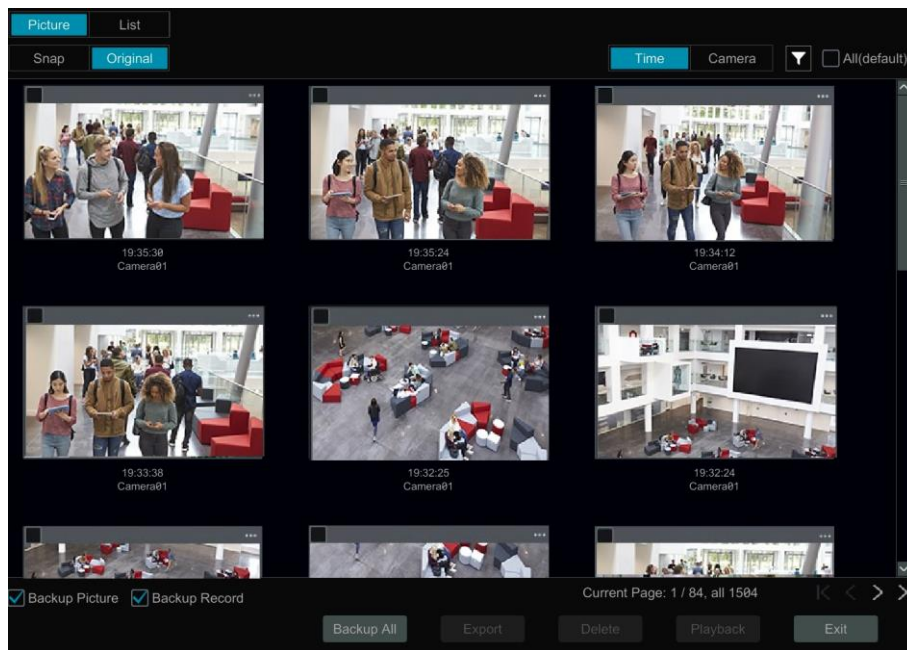 Picture List
Snap Original Time Camera All(default)
19:35:30 19:35:24 19:34:12
Camera01 Camera01 Camera01
19:33:38 19:32:25 19:32:24
Camera01 Camera01 Camera01
Backup Picture Backup Record Current Page: 1 / 84, all 1504
Backup All Export Delete Playback Exit